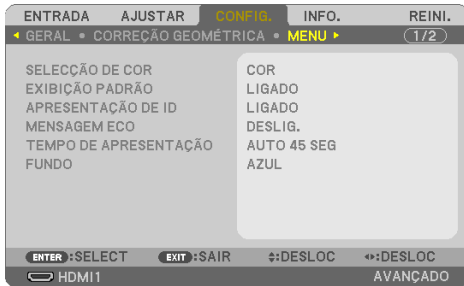 ENTRADA AJUSTAR CONFIG. INFO. REINI.
GERAL • CORREÇÃO GEOMÉTRICA • MENU (1/2)
SELECÇÃO DE COR COR
EXIBIÇÃO PADRÃO LIGADO
APRESENTAÇÃO DE ID LIGADO
MENSAGEM ECO DESLIG.
TEMPO DE APRESENTAÇÃO AUTO 45 SEG
FUNDO AZUL
ENTER :SELECT EXIT :SAIR :DESLOC :DESLOC
HDMI1 AVANÇADO